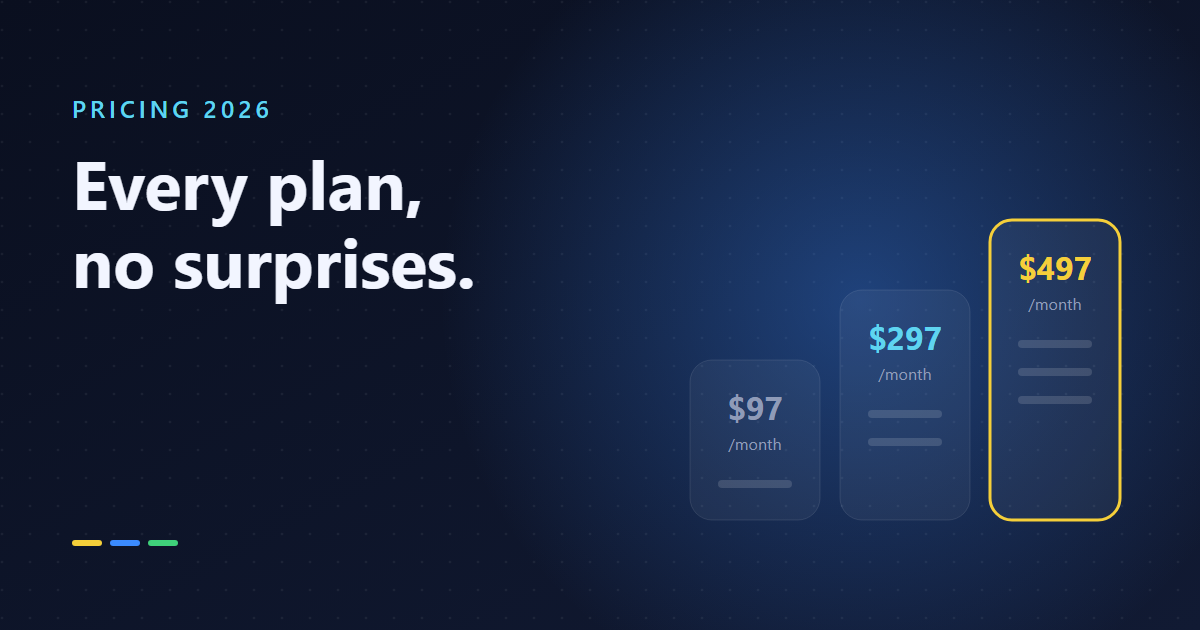 PRICING 2026
Every plan,
no surprises.
$97
/month
$297
/month
$497
/month